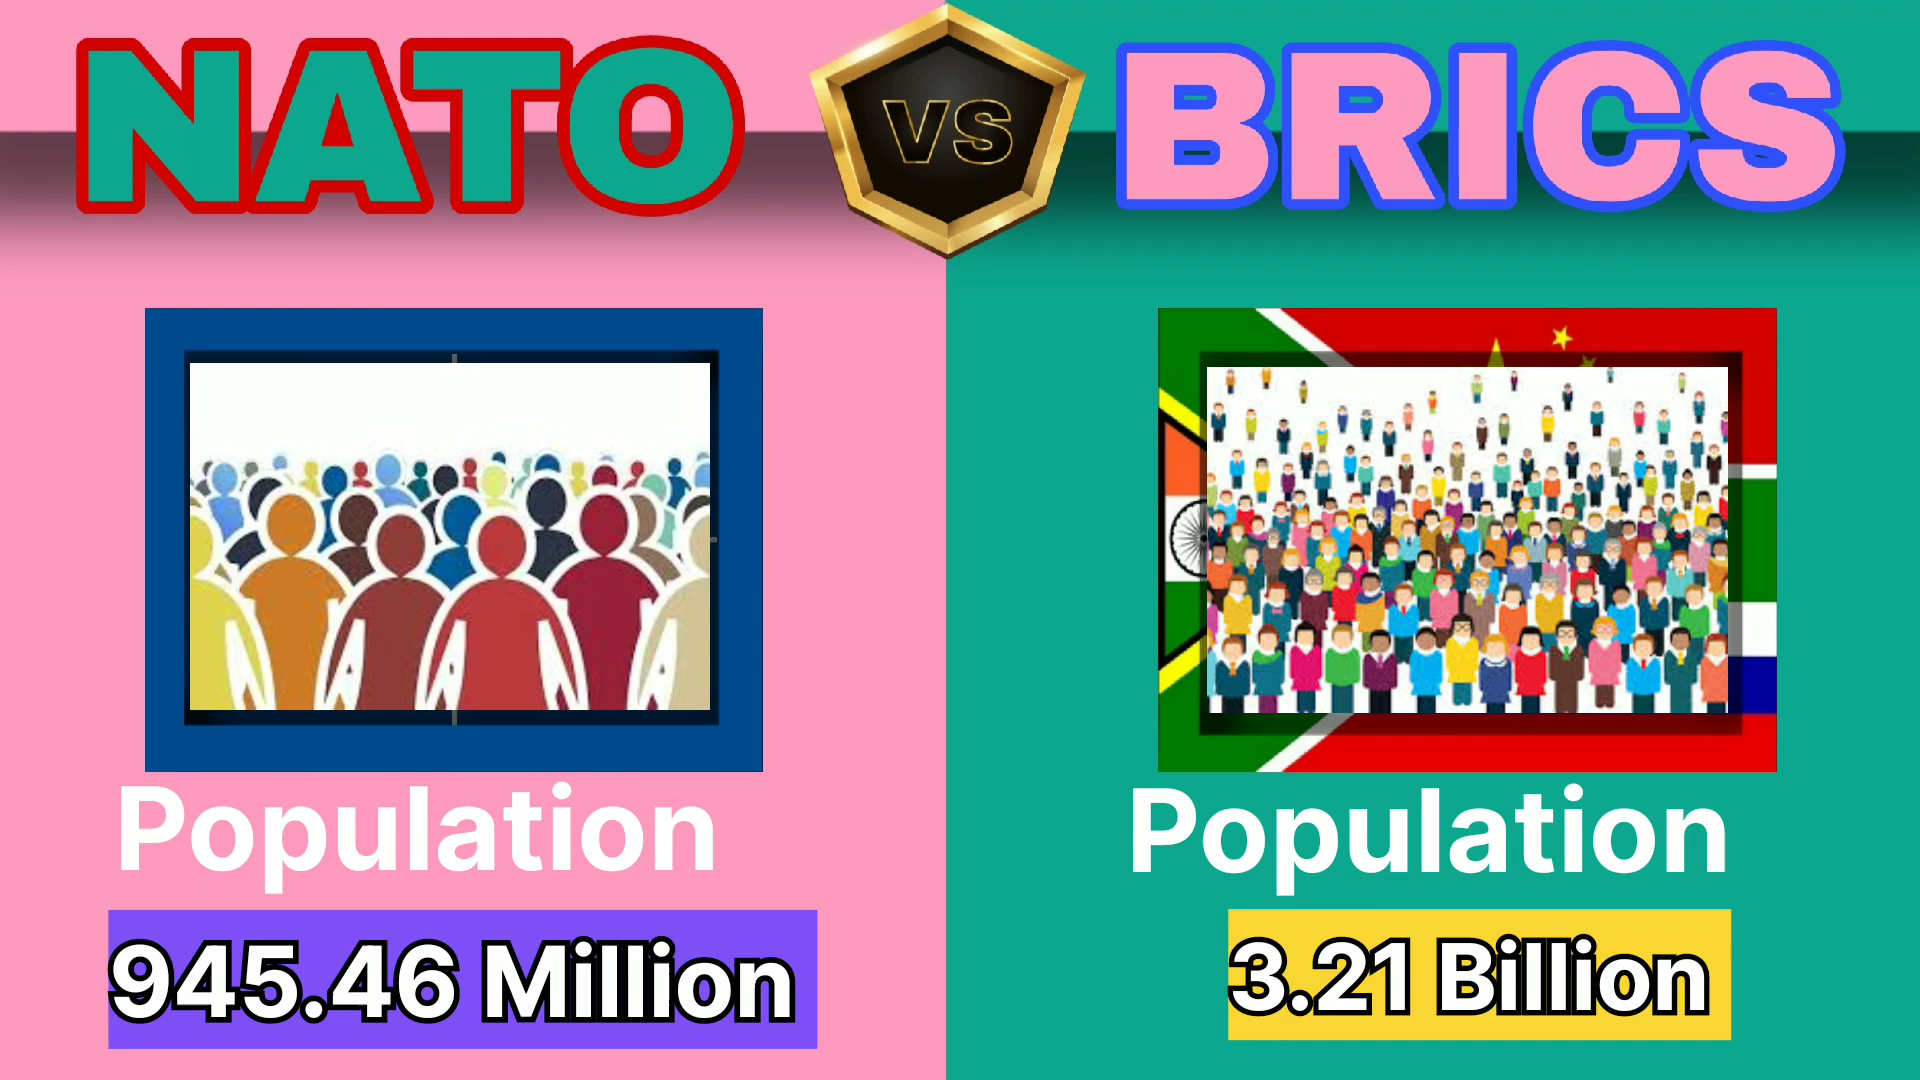 NATO
VS
BRICS
Population
945.46 Million
Population
3.21 Billion